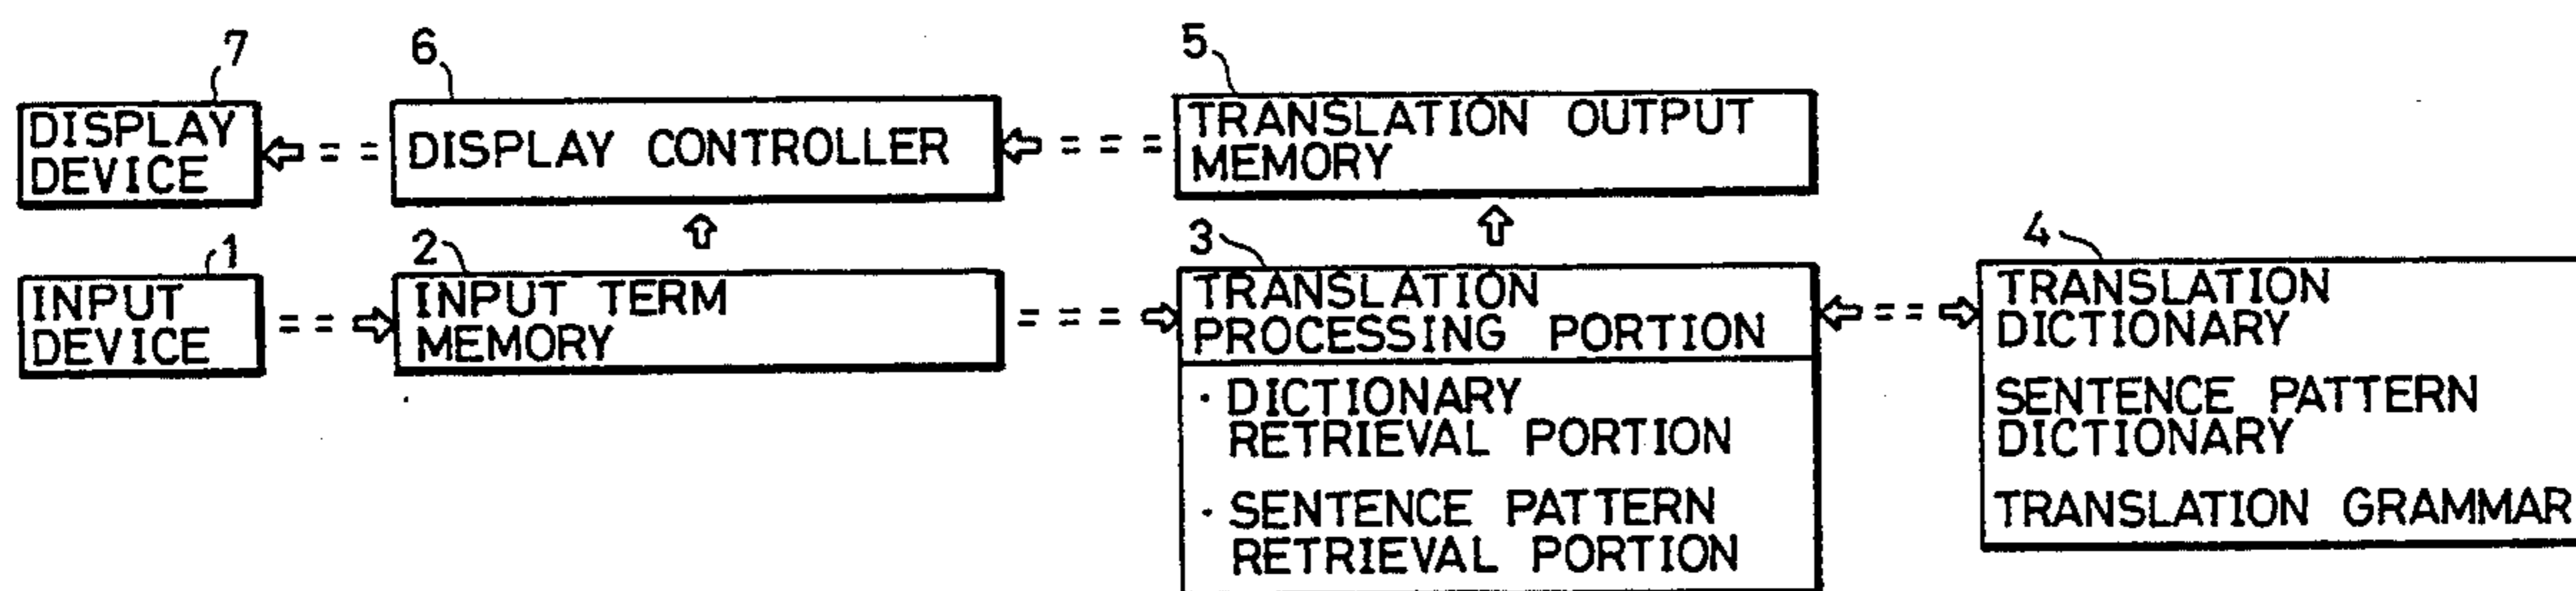 7
6
5
DISPLAY
DEVICE
DISPLAY CONTROLLER
TRANSLATION OUTPUT
MEMORY
1
2
3
4
INPUT
DEVICE
INPUT TERM
MEMORY
TRANSLATION
PROCESSING PORTION
· DICTIONARY
RETRIEVAL PORTION
· SENTENCE PATTERN
RETRIEVAL PORTION
TRANSLATION
DICTIONARY
SENTENCE PATTERN
DICTIONARY
TRANSLATION GRAMMAR